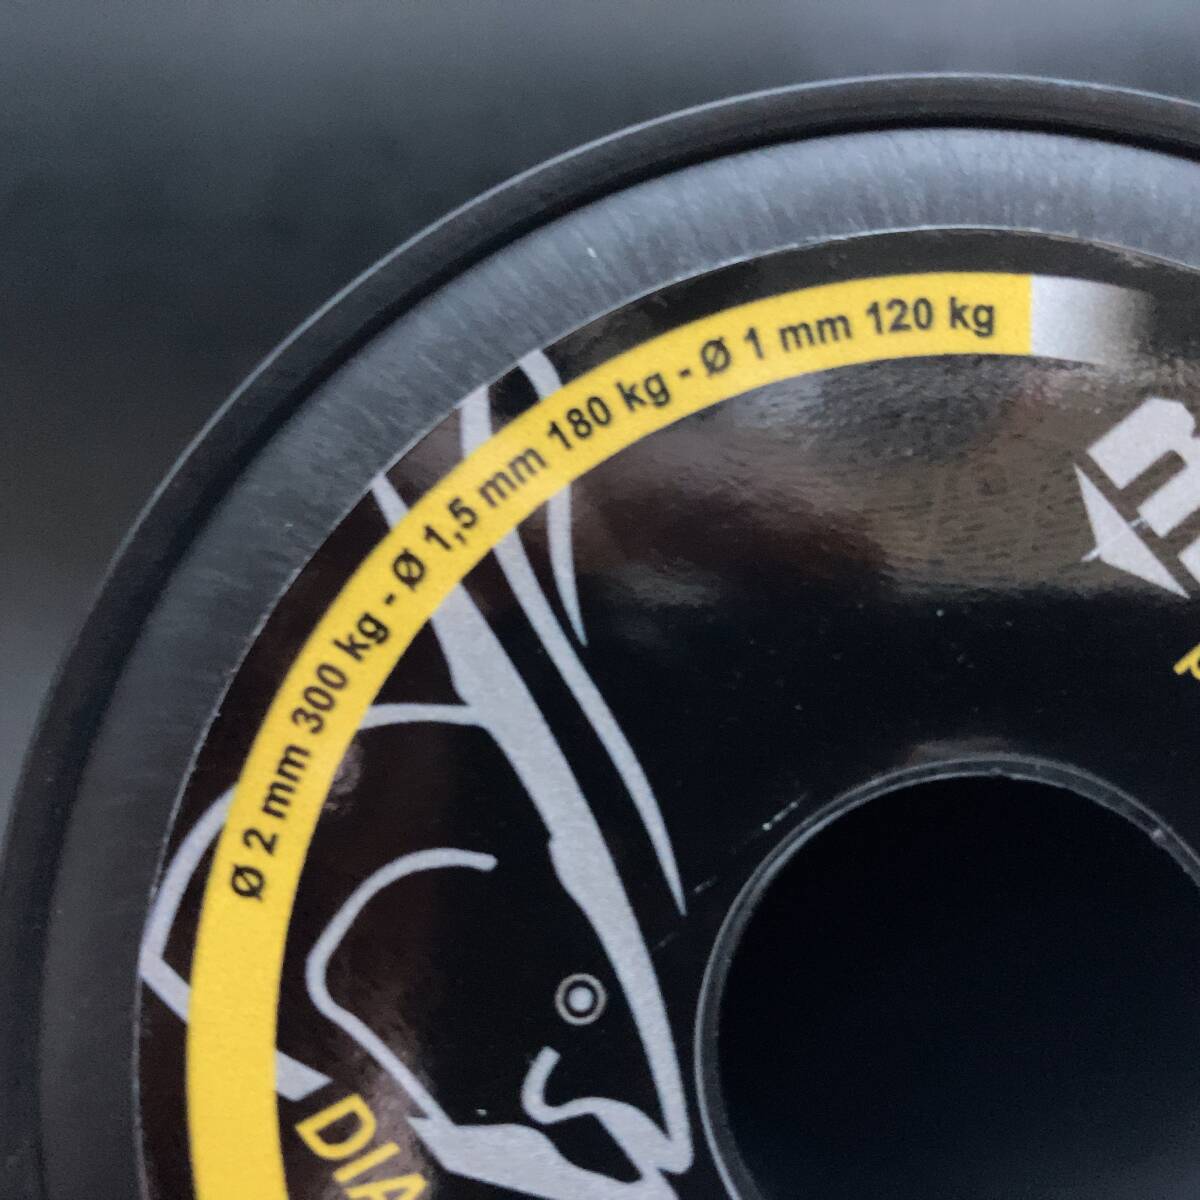 Ø 2 mm 300 kg - Ø 1,5 mm 180 kg - Ø 1 mm 120 kg
DIA